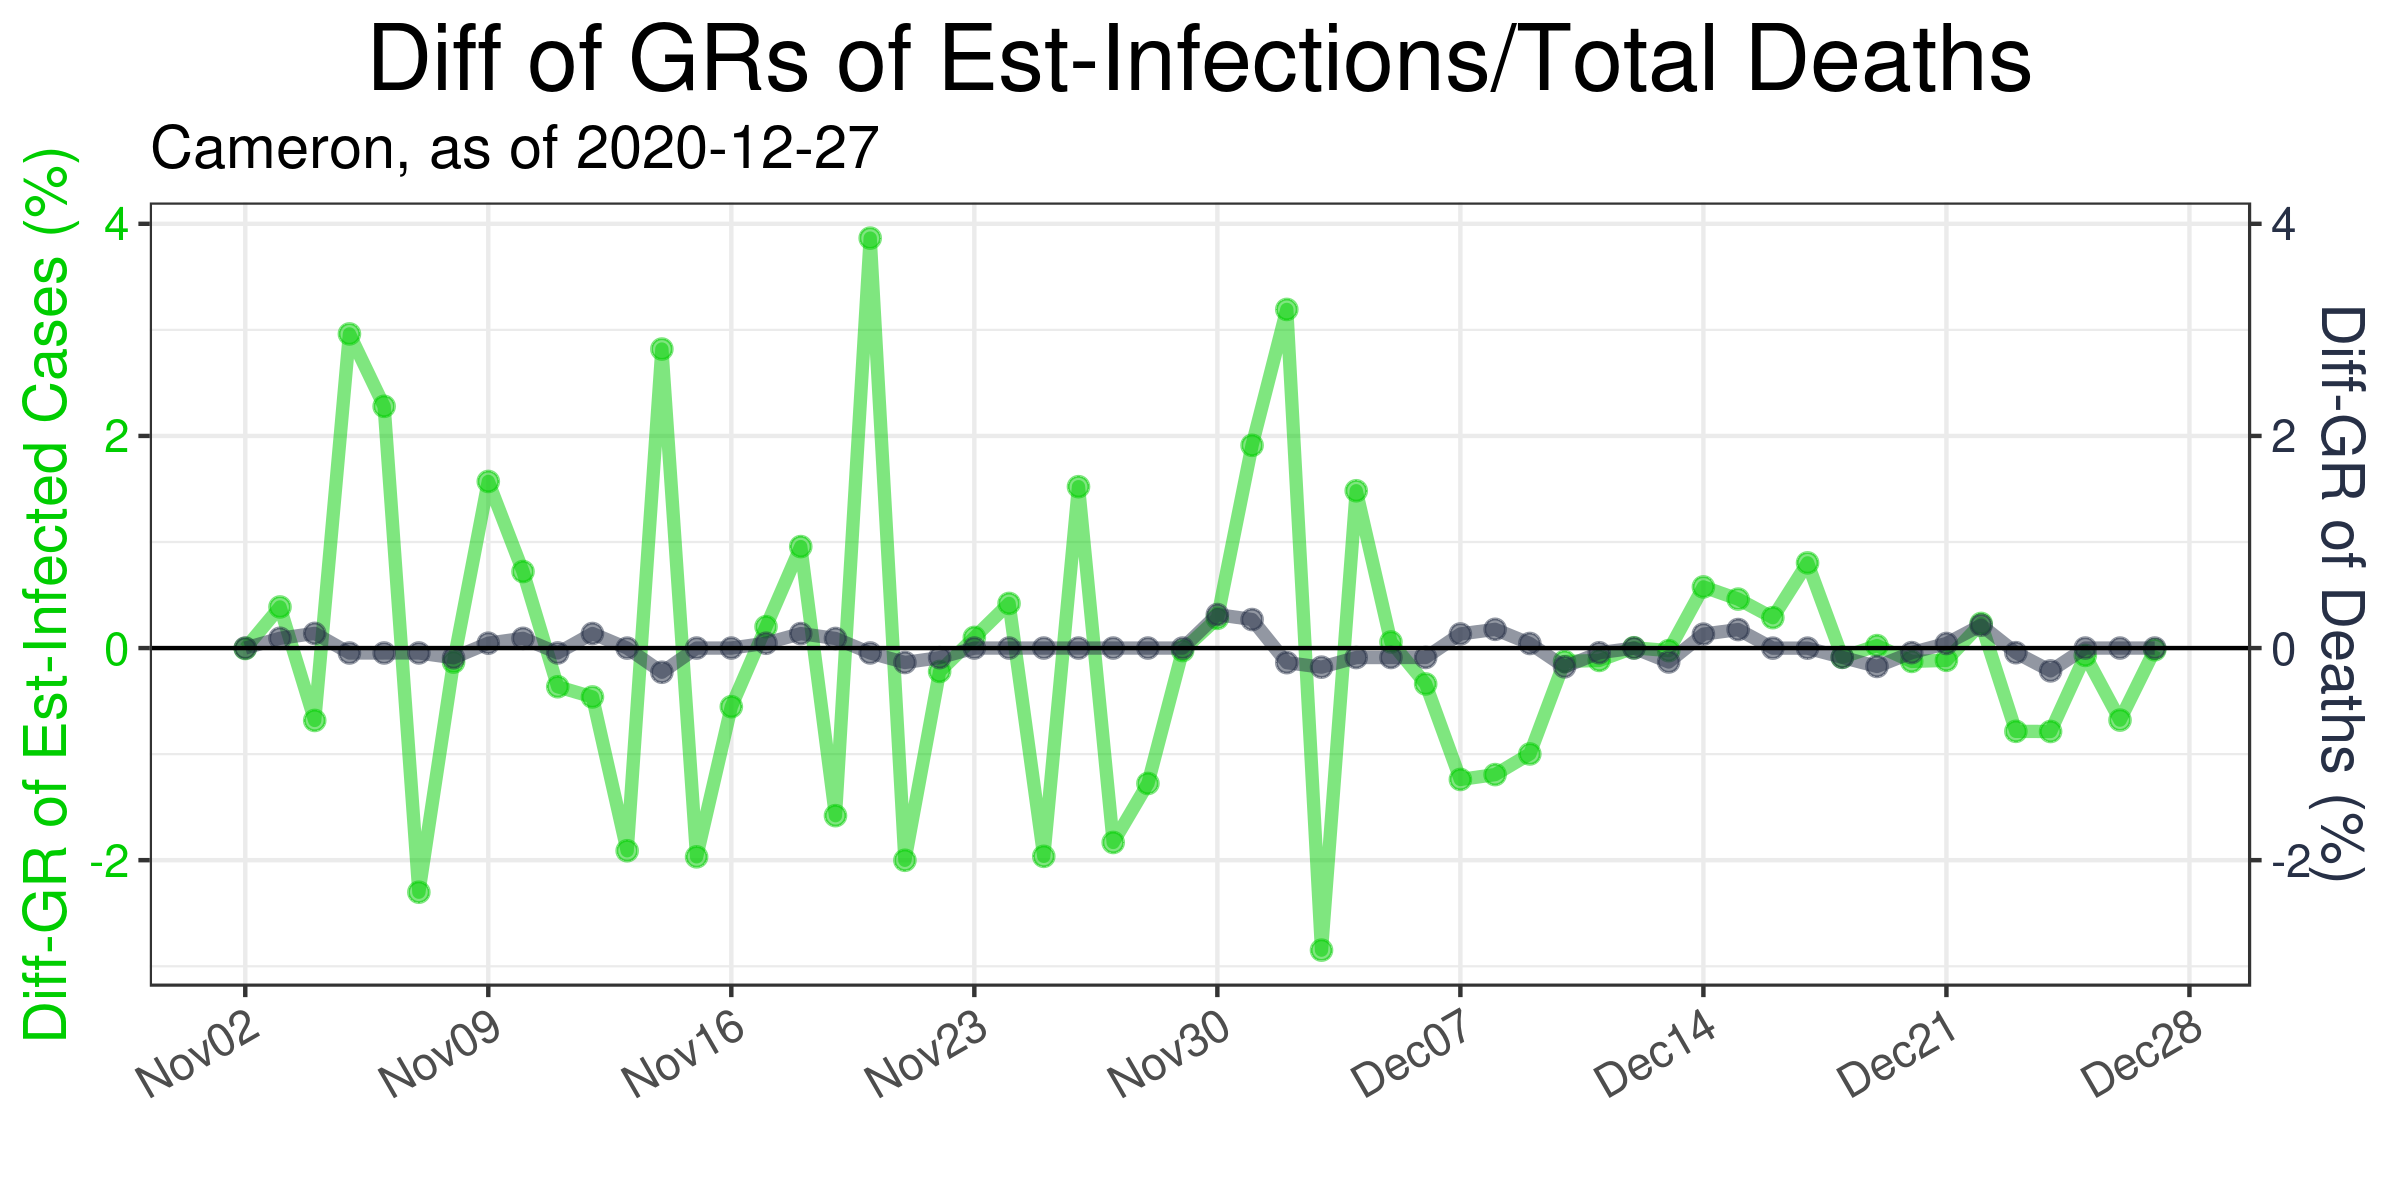 Diff of GRs of Est-Infections/Total Deaths
Cameron, as of 2020-12-27
Diff-GR of Est-Infected Cases (%)
4
2
0
-2
4
2
0
-2
Diff-GR of Deaths (%)
Nov02
Nov09
Nov16
Nov23
Nov30
Dec07
Dec14
Dec21
Dec28